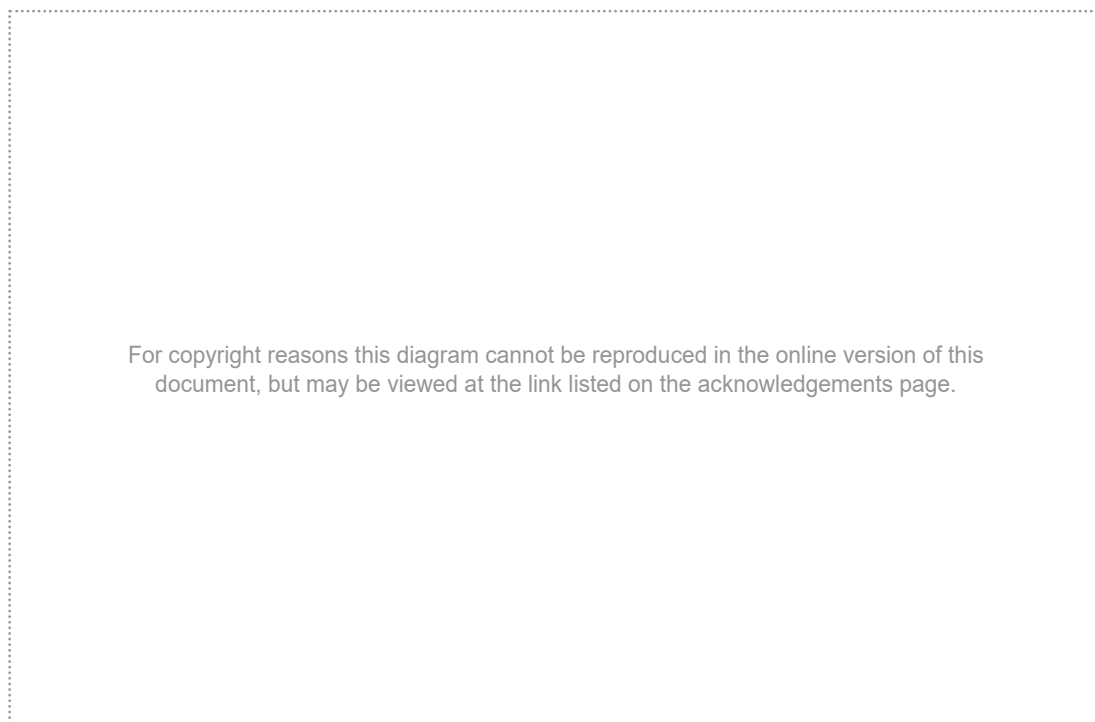 For copyright reasons this diagram cannot be reproduced in the online version of this
document, but may be viewed at the link listed on the acknowledgements page.